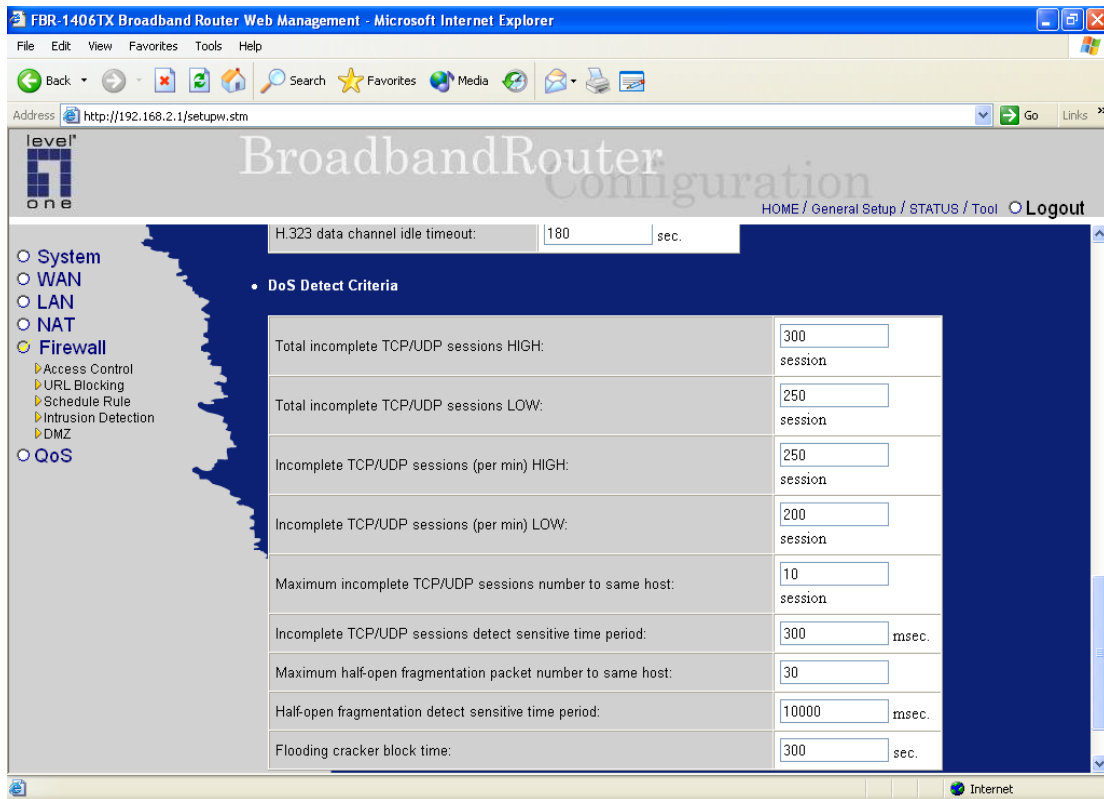 FBR-1406TX Broadband Router Web Management - Microsoft Internet Explorer
File Edit View Favorites Tools Help
Back Search Favorites Media
Address http://192.168.2.1/setupw.stm Go Links »
level one
BroadbandRouter
Configuration
HOME / General Setup / STATUS / Tool Logout
System
WAN
LAN
NAT
Firewall
Access Control
URL Blocking
Schedule Rule
Intrusion Detection
DMZ
QoS
H.323 data channel idle timeout: 180 sec.
• DoS Detect Criteria
Total incomplete TCP/UDP sessions HIGH: 300 session
Total incomplete TCP/UDP sessions LOW: 250 session
Incomplete TCP/UDP sessions (per min) HIGH: 250 session
Incomplete TCP/UDP sessions (per min) LOW: 200 session
Maximum incomplete TCP/UDP sessions number to same host: 10 session
Incomplete TCP/UDP sessions detect sensitive time period: 300 msec.
Maximum half-open fragmentation packet number to same host: 30
Half-open fragmentation detect sensitive time period: 10000 msec.
Flooding cracker block time: 300 sec.
Internet